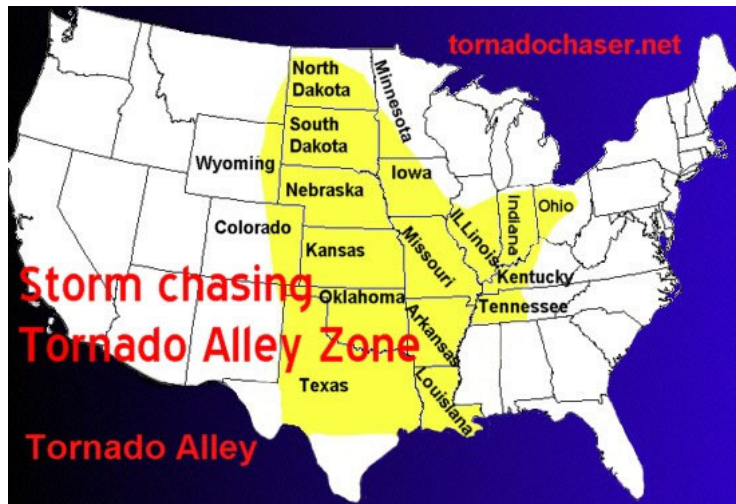 tornadochaser.net
North
Dakota
Minnesota
South
Dakota
Wyoming
Iowa
Nebraska
ILLinois
Indiana
Ohio
Colorado
Kansas
Missouri
Kentucky
Storm chasing
Oklahoma
Tennessee
Tornado Alley Zone
Arkansas
Texas
Louisiana
Tornado Alley